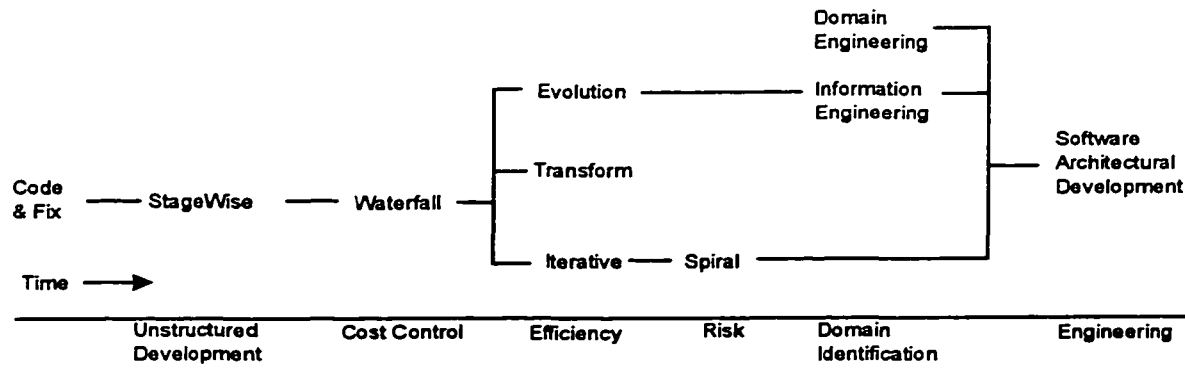 Domain
Engineering
Evolution
Information
Engineering
Transform
Software
Architectural
Development
Code
& Fix
StageWise
Waterfall
Iterative
Spiral
Time
Unstructured
Development
Cost Control
Efficiency
Risk
Domain
Identification
Engineering